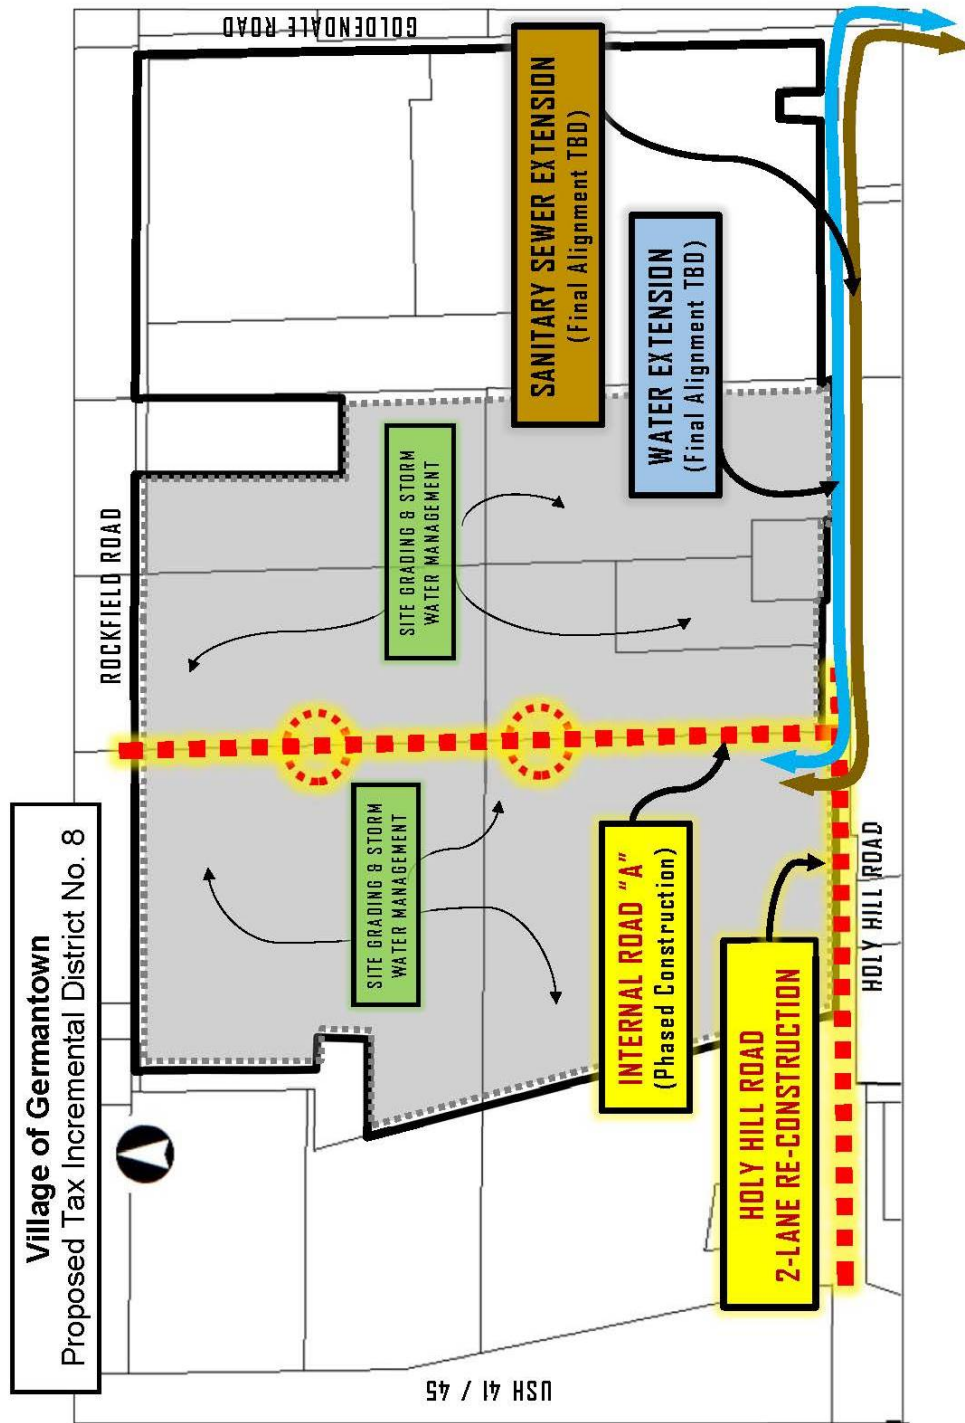 Village of Germantown
Proposed Tax Incremental District No. 8
ROCKFIELD ROAD
GOLDENDALE ROAD
USH 41 / 45
SITE GRADING & STORM
WATER MANAGEMENT
SITE GRADING & STORM
WATER MANAGEMENT
SANITARY SEWER EXTENSION
(Final Alignment TBD)
WATER EXTENSION
(Final Alignment TBD)
INTERNAL ROAD "A"
(Phased Construction)
HOLY HILL ROAD
2-LANE RE-CONSTRUCTION
HOLY HILL ROAD